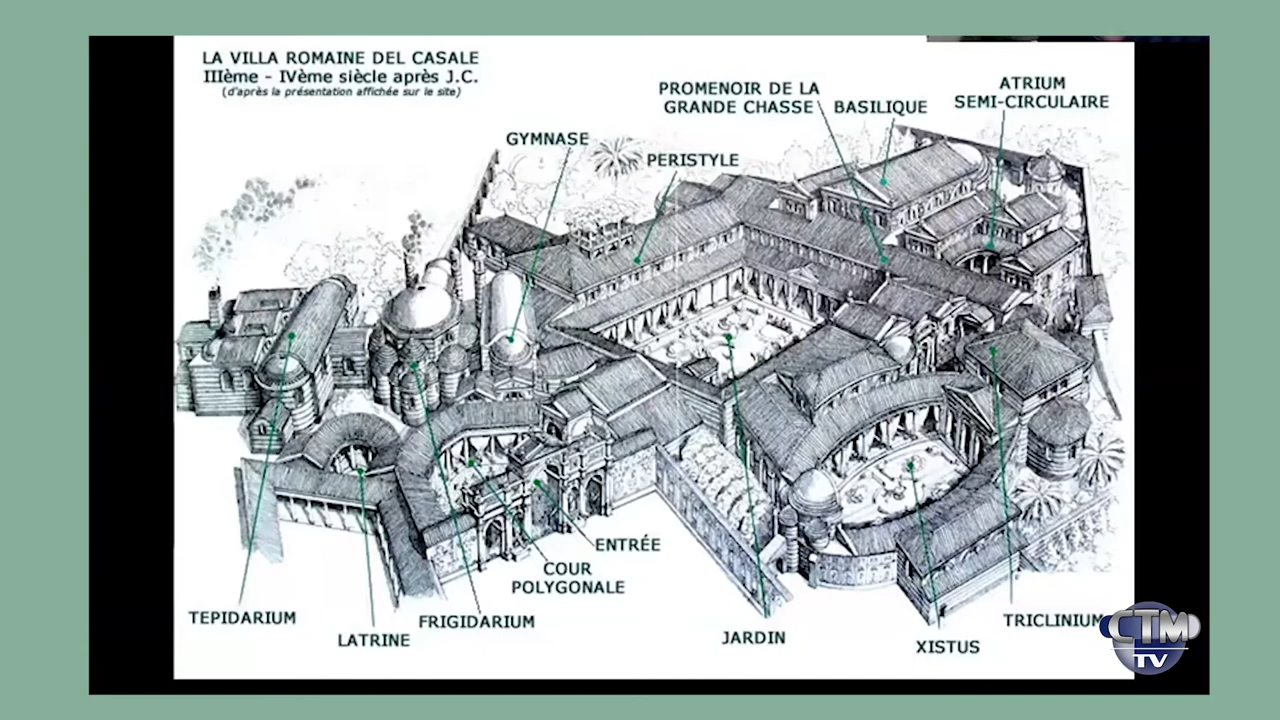 LA VILLA ROMAINE DEL CASALE
IIIème - IVème siècle après J.C.
(d'après la présentation affichée sur le site)
PROMENOIR DE LA
GRANDE CHASSE
BASILIQUE
ATRIUM
SEMI-CIRCULAIRE
GYMNASE
PERISTYLE
ENTRÉE
COUR
POLYGONALE
TEPIDARIUM
LATRINE
FRIGIDARIUM
JARDIN
XISTUS
TRICLINIUM
CTM
TV